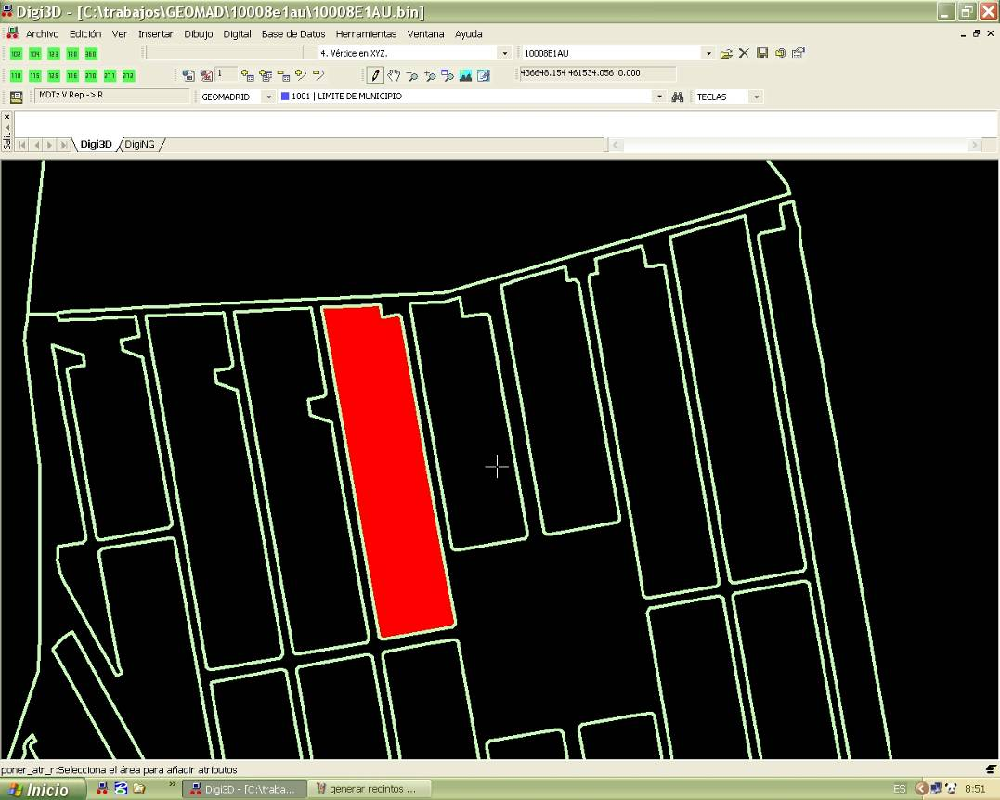 Digi3D - [C:\trabajos\GEOMAD\10008e1au\10008E1AU.bin]
Archivo Edición Ver Insertar Dibujo Digital Base de Datos Herramientas Ventana Ayuda
102 104 123 130 300 4. Vértice en XYZ. 10008E1AU
110 115 125 126 210 211 212 1 436648.154 461534.056 0.000
MDTz V Rep -> R GEOMADRID 1001 | LIMITE DE MUNICIPIO TECLAS
Salic
Digi3D DigiNG
poner_atr_r:Selecciona el área para añadir atributos
Inicio » Digi3D - [C:\traba... generar recintos ... ES 8:51